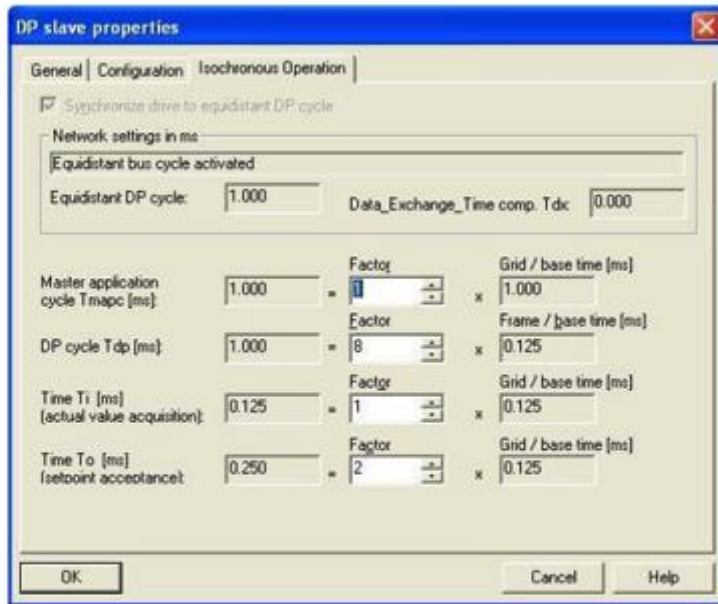 DP slave properties
General Configuration Isochronous Operation
Synchronize drive to equidistant DP cycle
Network settings in ms
Equidistant bus cycle activated
Equidistant DP cycle: 1.000 Data_Exchange_Time comp. Tdx: 0.000
Factor Grid / base time [ms]
Master application
cycle Tmapc [ms]: 1.000 = 1 x 1.000
Factor Frame / base time [ms]
DP cycle Tdp [ms]: 1.000 = 8 x 0.125
Factor Grid / base time [ms]
Time Ti [ms]
(actual value acquisition): 0.125 = 1 x 0.125
Factor Grid / base time [ms]
Time To [ms]
(setpoint acceptance): 0.250 = 2 x 0.125
OK Cancel Help